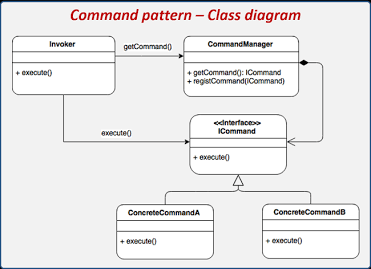 Command pattern – Class diagram
Invoker
+ execute()
getCommand()
CommandManager
+ getCommand(): ICommand
+ registCommand(ICommand)
execute()
<<Interface>>
ICommand
+ execute()
ConcreteCommandA
+ execute()
ConcreteCommandB
+ execute()